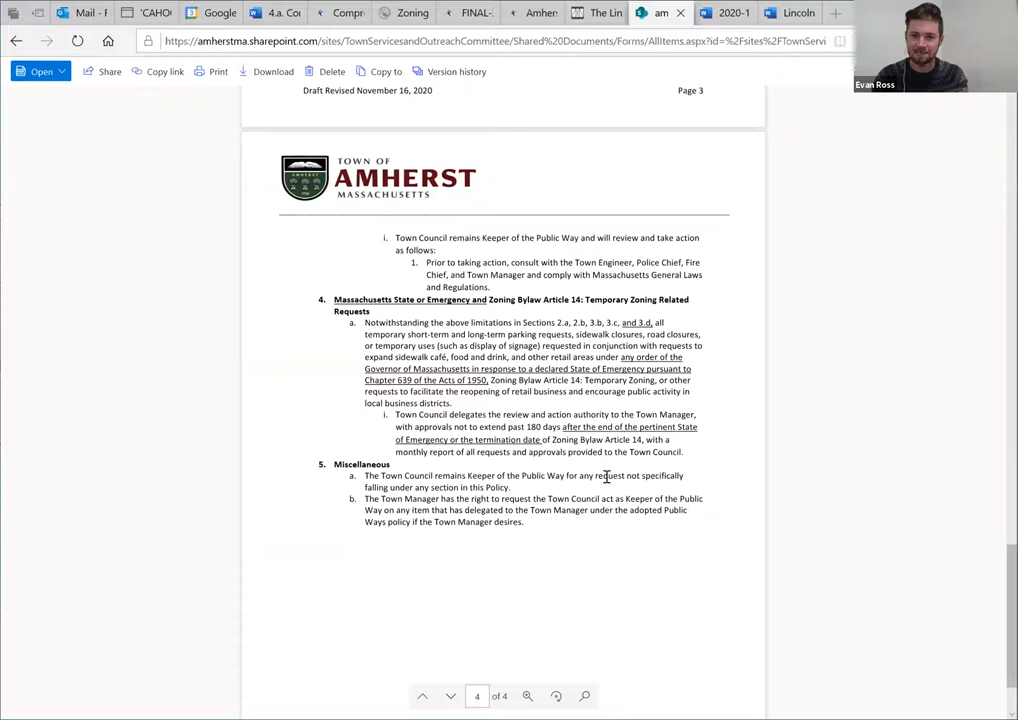 Mail - F
'CAHO
Google
4.a. Co
Compr
Zoning
FINAL-
Amhers
The Lin
am
2020-1
Lincoln
https://amherstma.sharepoint.com/sites/TownServicesandOutreachCommittee/Shared%20Documents/Forms/AllItems.aspx?id=%2Fsites%2FTownServi
Open
Share
Copy link
Print
Download
Delete
Copy to
Version history
Evan Ross
Draft Revised November 16, 2020
Page 3
TOWN OF
AMHERST
MASSACHUSETTS
i. Town Council remains Keeper of the Public Way and will review and take action
as follows:
1. Prior to taking action, consult with the Town Engineer, Police Chief, Fire
Chief, and Town Manager and comply with Massachusetts General Laws
and Regulations.
4. Massachusetts State or Emergency and Zoning Bylaw Article 14: Temporary Zoning Related
Requests
a. Notwithstanding the above limitations in Sections 2.a, 2.b, 3.b, 3.c, and 3.d, all
temporary short-term and long-term parking requests, sidewalk closures, road closures,
or temporary uses (such as display of signage) requested in conjunction with requests to
expand sidewalk café, food and drink, and other retail areas under any order of the
Governor of Massachusetts in response to a declared State of Emergency pursuant to
Chapter 639 of the Acts of 1950, Zoning Bylaw Article 14: Temporary Zoning, or other
requests to facilitate the reopening of retail business and encourage public activity in
local business districts.
i. Town Council delegates the review and action authority to the Town Manager,
with approvals not to extend past 180 days after the end of the pertinent State
of Emergency or the termination date of Zoning Bylaw Article 14, with a
monthly report of all requests and approvals provided to the Town Council.
5. Miscellaneous
a. The Town Council remains Keeper of the Public Way for any request not specifically
falling under any section in this Policy.
b. The Town Manager has the right to request the Town Council act as Keeper of the Public
Way on any item that has delegated to the Town Manager under the adopted Public
Ways policy if the Town Manager desires.
4 of 4